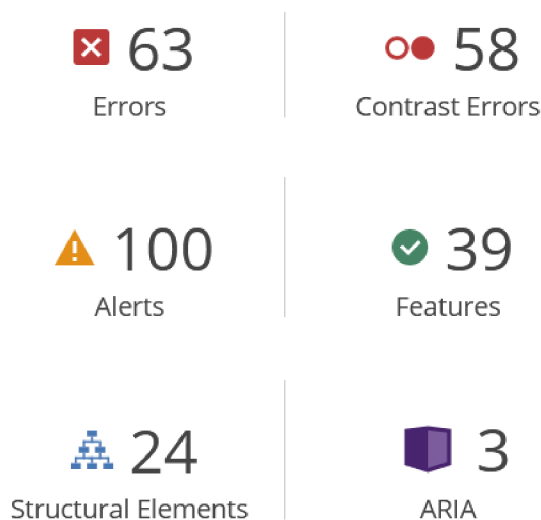 63
Errors
58
Contrast Errors
100
Alerts
39
Features
24
Structural Elements
3
ARIA